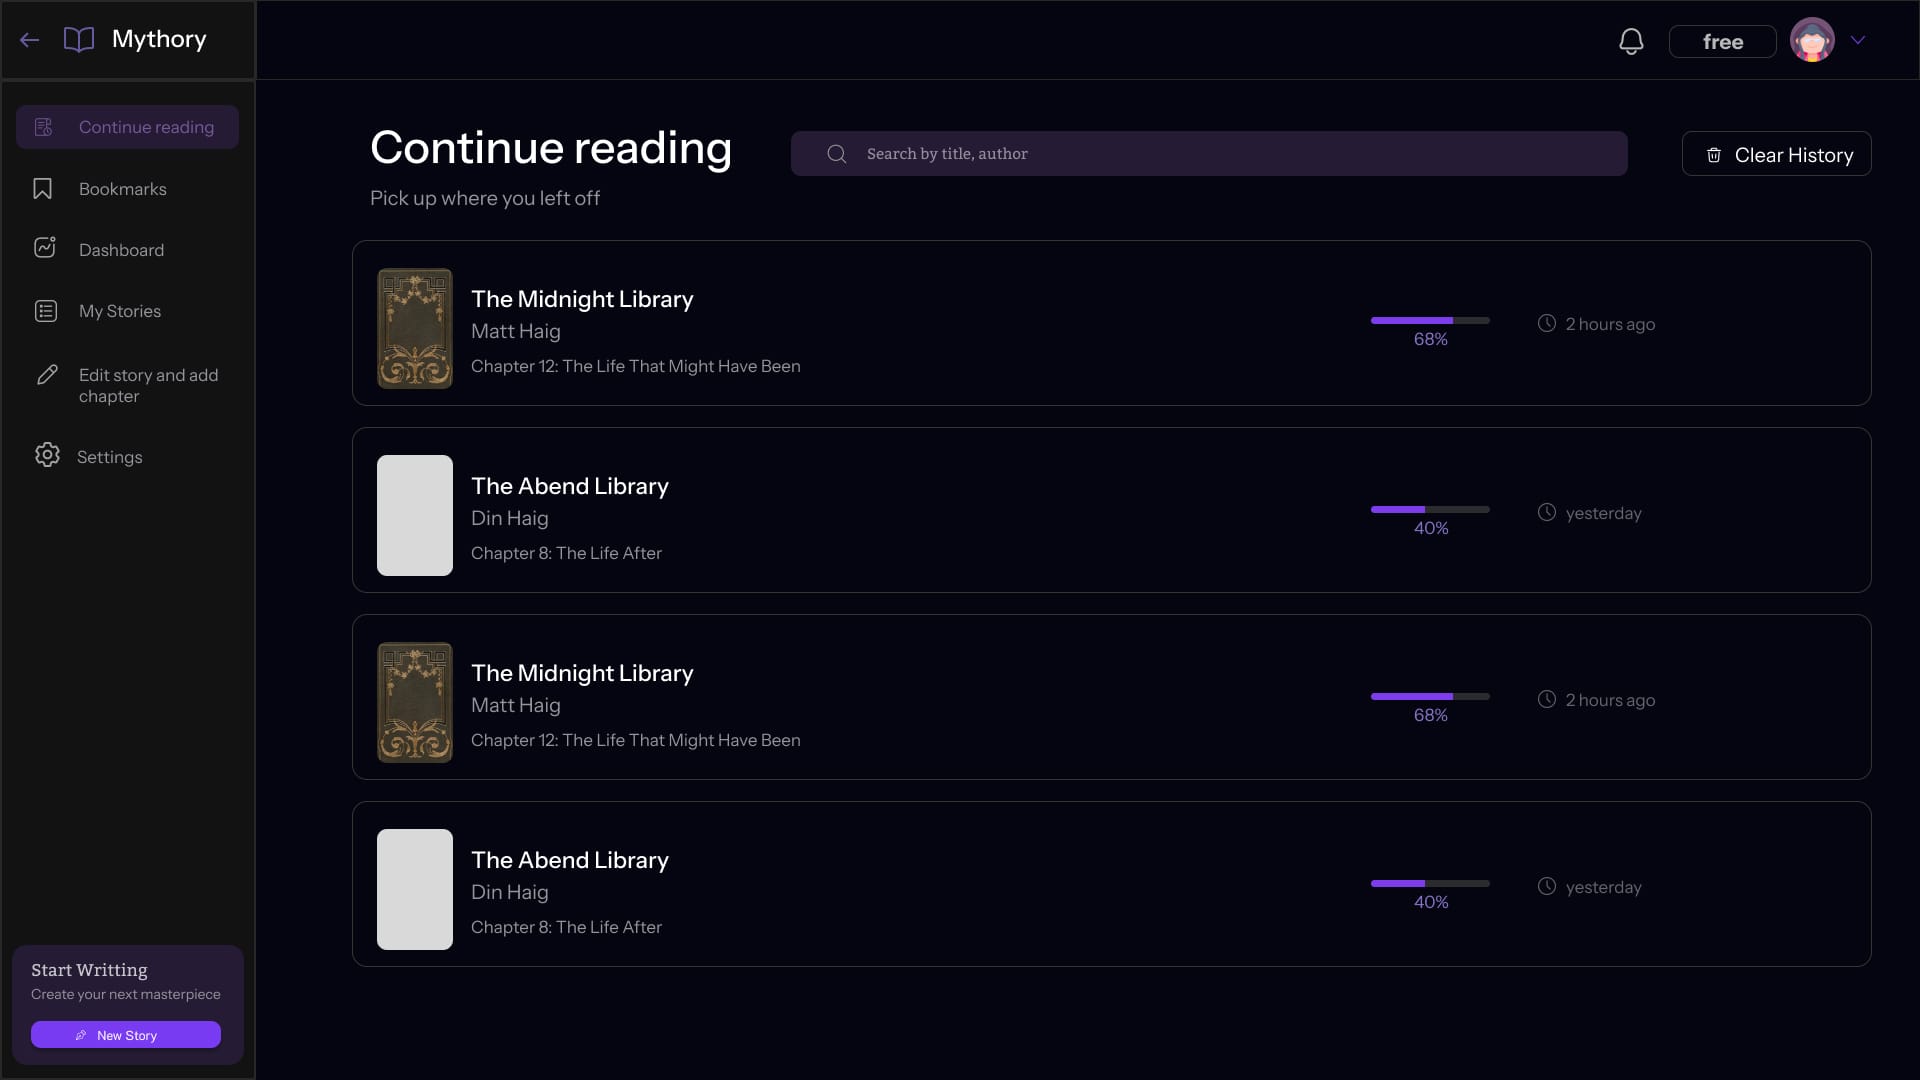 Mythory
free
Continue reading
Bookmarks
Dashboard
My Stories
Edit story and add
chapter
Settings
Start Writting
Create your next masterpiece
New Story
Continue reading
Pick up where you left off
Search by title, author
Clear History
The Midnight Library
Matt Haig
Chapter 12: The Life That Might Have Been
68%
2 hours ago
The Abend Library
Din Haig
Chapter 8: The Life After
40%
yesterday
The Midnight Library
Matt Haig
Chapter 12: The Life That Might Have Been
68%
2 hours ago
The Abend Library
Din Haig
Chapter 8: The Life After
40%
yesterday